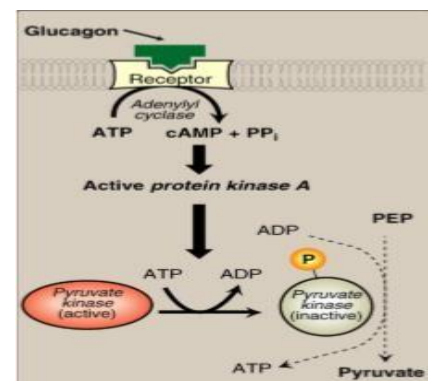 Glucagon
Receptor
Adenylyl
cyclase
ATP cAMP + PPi
Active protein kinase A
PEP
ADP
P
ATP ADP
Pyruvate
kinase
(active)
Pyruvate
kinase
(inactive)
ATP
Pyruvate